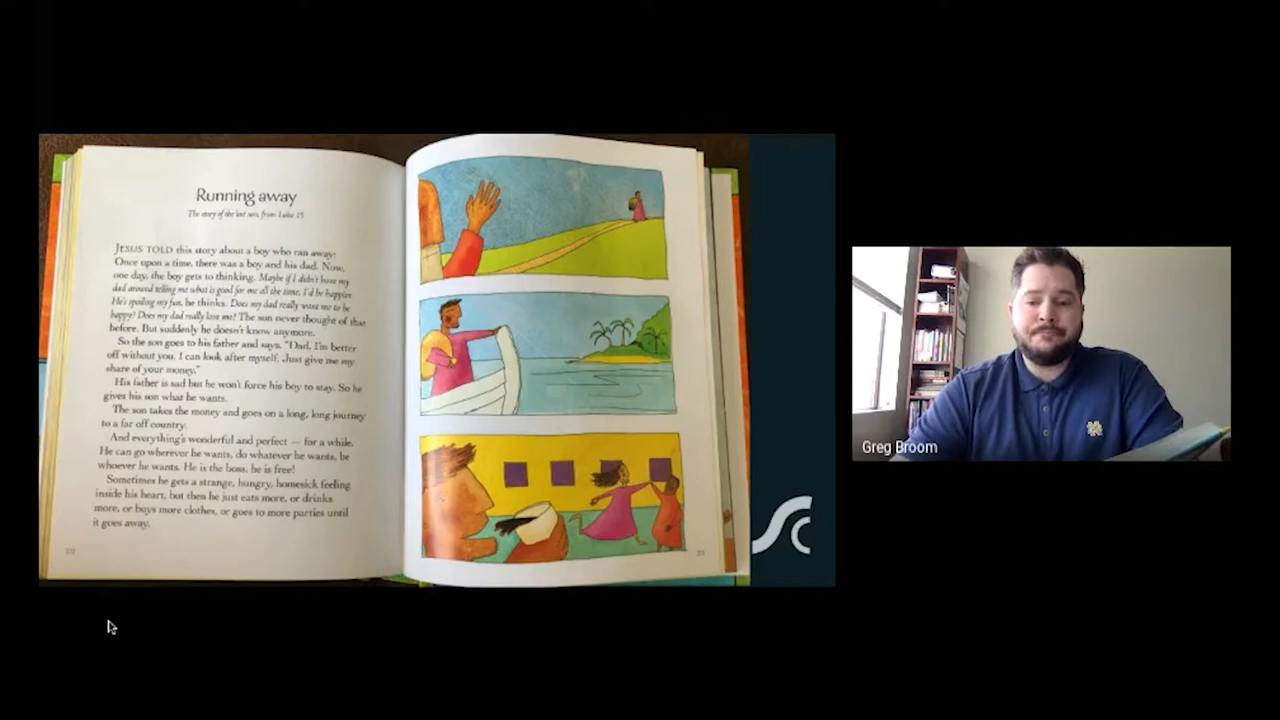 Running away
The story of the lost son, from Luke 15
JESUS TOLD this story about a boy who ran away:
Once upon a time, there was a boy and his dad. Now,
one day, the boy gets to thinking, Maybe if I didn't have my
dad around telling me what is good for me all the time, I'd be happier.
He's spoiling my fun, he thinks. Does my dad really want me to be
happy? Does my dad really love me? The son never thought of that
before. But suddenly he doesn't know anymore.
So the son goes to his father and says, "Dad, I'm better
off without you. I can look after myself. Just give me my
share of your money."
His father is sad but he won't force his boy to stay. So he
gives his son what he wants.
The son takes the money and goes on a long, long journey
to a far off country.
And everything's wonderful and perfect — for a while.
He can go wherever he wants, do whatever he wants, be
whoever he wants. He is the boss, he is free!
Sometimes he gets a strange, hungry, homesick feeling
inside his heart, but then he just eats more, or drinks
more, or buys more clothes, or goes to more parties until
it goes away.
Greg Broom